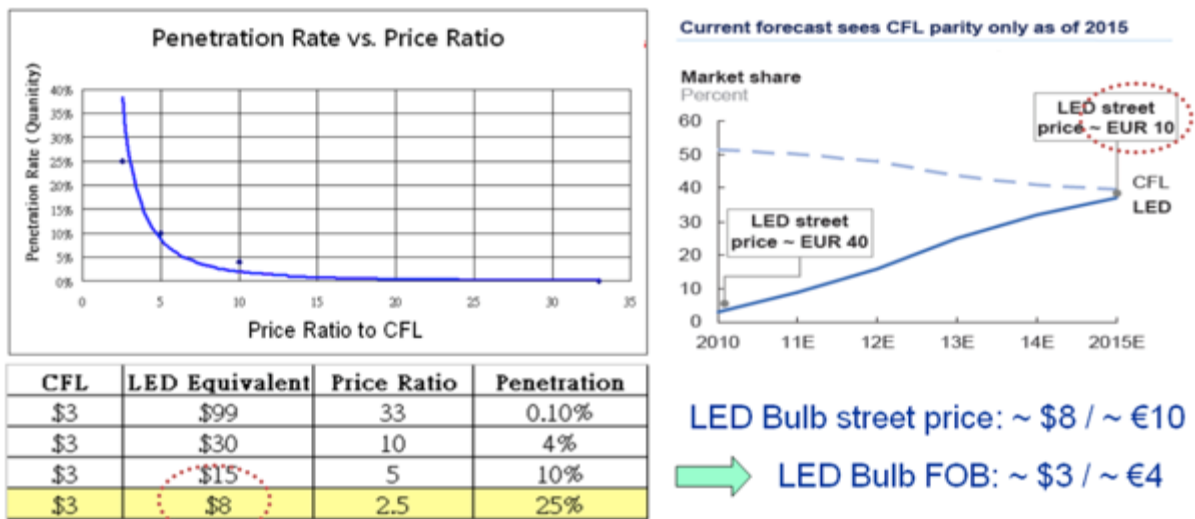 Penetration Rate vs. Price Ratio
Penetration Rate ( Quanitity)
40%
35%
30%
25%
20%
15%
10%
5%
0%
0 5 10 15 20 25 30 35
Price Ratio to CFL
CFL LED Equivalent Price Ratio Penetration
$3 $99 33 0.10%
$3 $30 10 4%
$3 $15 5 10%
$3 $8 2.5 25%
Current forecast sees CFL parity only as of 2015
Market share
Percent
60
50
40
30
20
10
0
2010 11E 12E 13E 14E 2015E
LED street
price ~ EUR 40
LED street
price ~ EUR 10
CFL
LED
LED Bulb street price: ~ $8 / ~ €10
LED Bulb FOB: ~ $3 / ~ €4